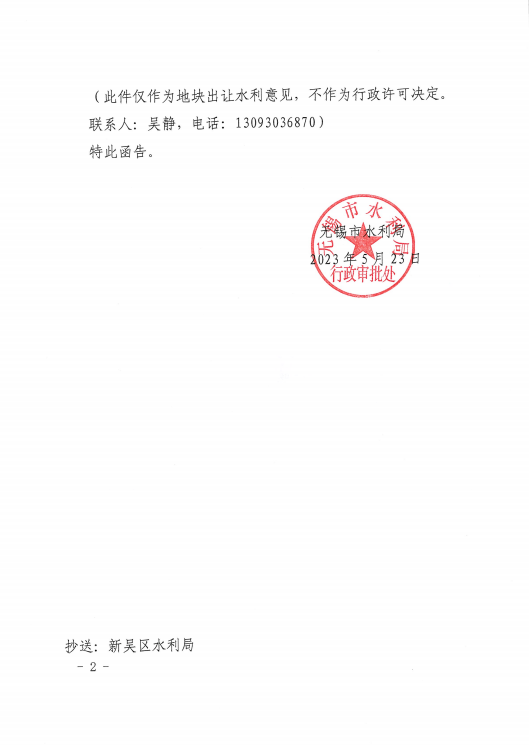 （此件仅作为地块出让水利意见，不作为行政许可决定。
联系人：吴静，电话：13093036870）
特此函告。
无锡市水利局
无锡市水利局
2023年5月23日
行政审批处
抄送：新吴区水利局
- 2 -